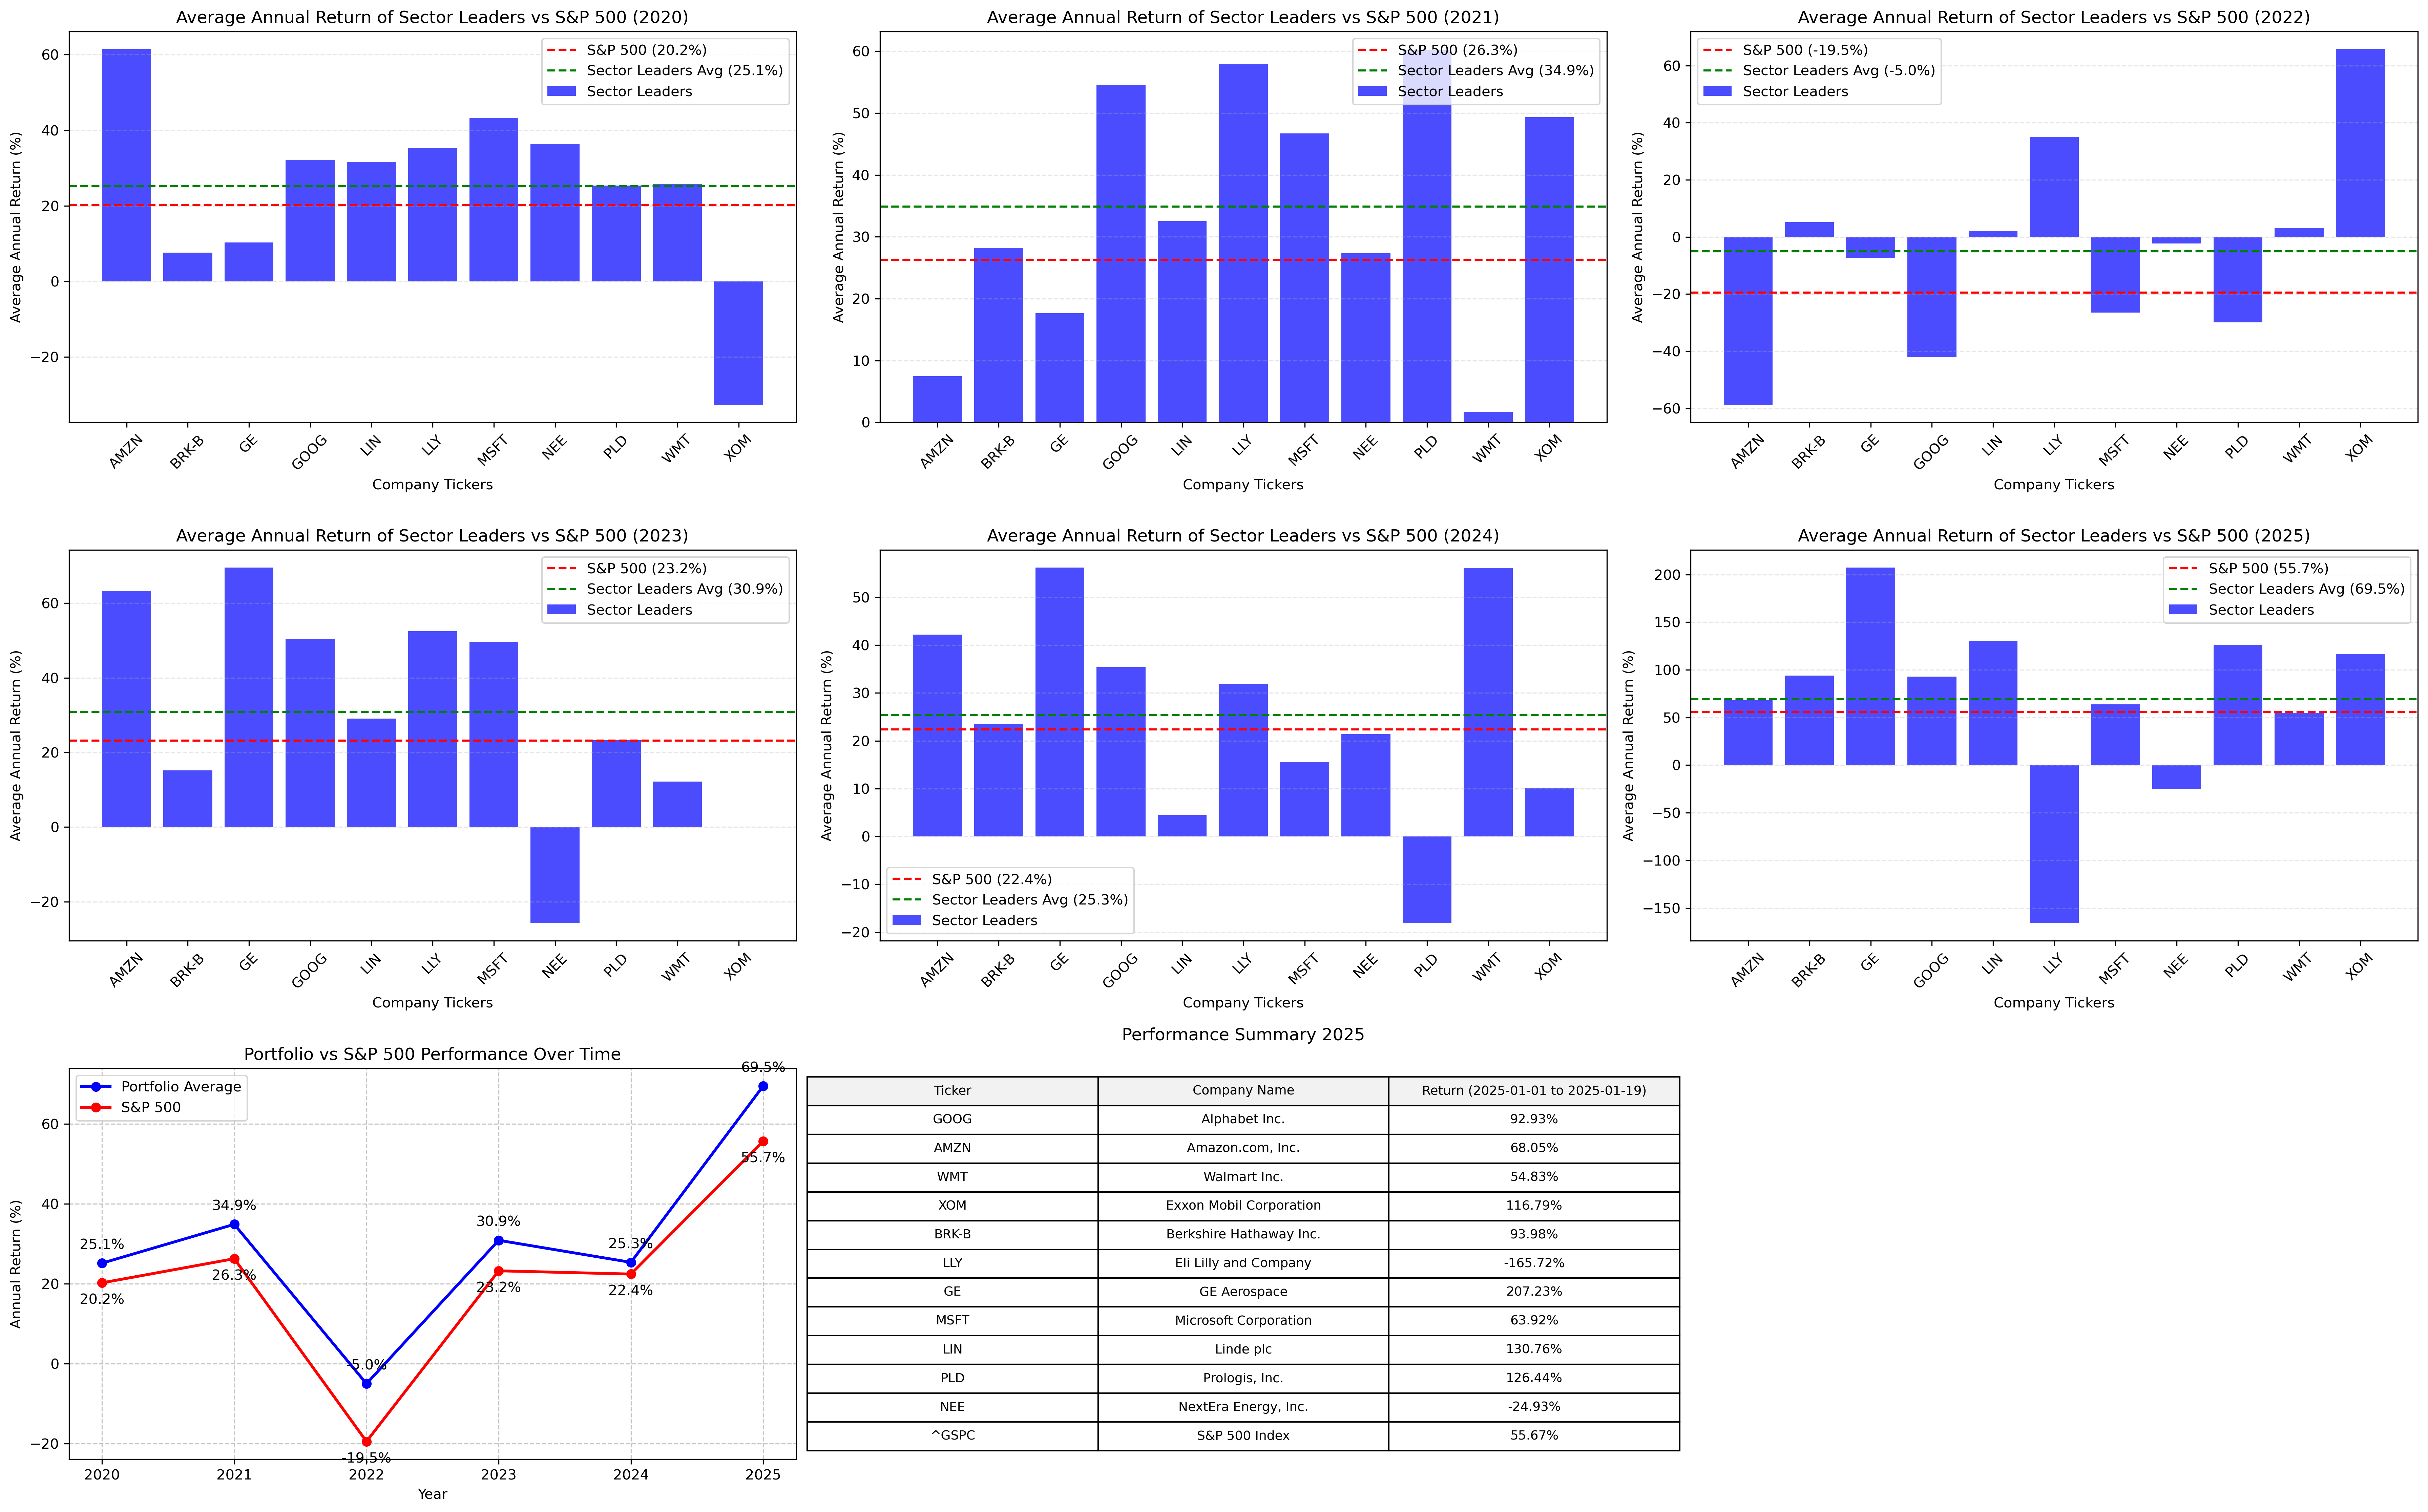 Average Annual Return of Sector Leaders vs S&P 500 (2020)
Average Annual Return (%)
60
40
20
0
−20
S&P 500 (20.2%)
Sector Leaders Avg (25.1%)
Sector Leaders
AMZN BRK-B GE GOOG LIN LLY MSFT NEE PLD WMT XOM
Company Tickers
Average Annual Return of Sector Leaders vs S&P 500 (2021)
Average Annual Return (%)
60
50
40
30
20
10
0
S&P 500 (26.3%)
Sector Leaders Avg (34.9%)
Sector Leaders
AMZN BRK-B GE GOOG LIN LLY MSFT NEE PLD WMT XOM
Company Tickers
Average Annual Return of Sector Leaders vs S&P 500 (2022)
Average Annual Return (%)
60
40
20
0
−20
−40
−60
S&P 500 (-19.5%)
Sector Leaders Avg (-5.0%)
Sector Leaders
AMZN BRK-B GE GOOG LIN LLY MSFT NEE PLD WMT XOM
Company Tickers
Average Annual Return of Sector Leaders vs S&P 500 (2023)
Average Annual Return (%)
60
40
20
0
−20
S&P 500 (23.2%)
Sector Leaders Avg (30.9%)
Sector Leaders
AMZN BRK-B GE GOOG LIN LLY MSFT NEE PLD WMT XOM
Company Tickers
Average Annual Return of Sector Leaders vs S&P 500 (2024)
Average Annual Return (%)
50
40
30
20
10
0
−10
−20
S&P 500 (22.4%)
Sector Leaders Avg (25.3%)
Sector Leaders
AMZN BRK-B GE GOOG LIN LLY MSFT NEE PLD WMT XOM
Company Tickers
Average Annual Return of Sector Leaders vs S&P 500 (2025)
Average Annual Return (%)
200
150
100
50
0
−50
−100
−150
S&P 500 (55.7%)
Sector Leaders Avg (69.5%)
Sector Leaders
AMZN BRK-B GE GOOG LIN LLY MSFT NEE PLD WMT XOM
Company Tickers
Portfolio vs S&P 500 Performance Over Time
Annual Return (%)
60
40
20
0
−20
Portfolio Average
S&P 500
25.1%
34.9%
-5.0%
30.9%
25.3%
69.5%
20.2%
26.3%
-19.5%
23.2%
22.4%
55.7%
2020 2021 2022 2023 2024 2025
Year
Performance Summary 2025
Ticker Company Name Return (2025-01-01 to 2025-01-19)
GOOG Alphabet Inc. 92.93%
AMZN Amazon.com, Inc. 68.05%
WMT Walmart Inc. 54.83%
XOM Exxon Mobil Corporation 116.79%
BRK-B Berkshire Hathaway Inc. 93.98%
LLY Eli Lilly and Company -165.72%
GE GE Aerospace 207.23%
MSFT Microsoft Corporation 63.92%
LIN Linde plc 130.76%
PLD Prologis, Inc. 126.44%
NEE NextEra Energy, Inc. -24.93%
^GSPC S&P 500 Index 55.67%